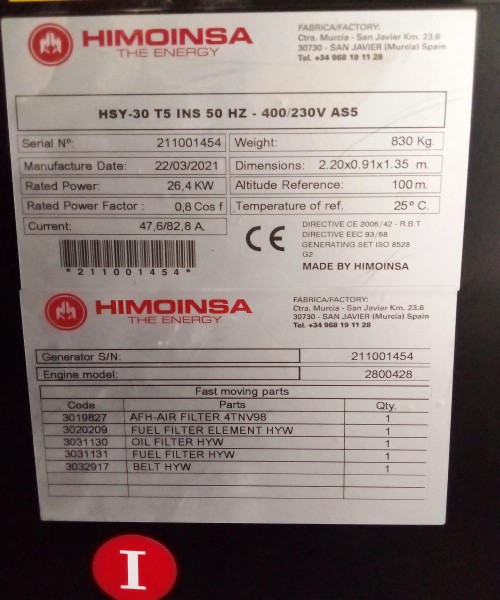 HIMOINSA
THE ENERGY
FABRICA/FACTORY:
Ctra. Murcia - San Javier Km. 23.6
30730 - SAN JAVIER (Murcia) Spain
Tel. +34 968 19 11 28
HSY-30 T5 INS 50 HZ - 400/230V AS5
Serial Nº: 211001454
Weight: 830 Kg.
Manufacture Date: 22/03/2021
Dimensions: 2.20x0.91x1.35 m.
Rated Power: 26,4 KW
Altitude Reference: 100 m.
Rated Power Factor : 0,8 Cos f
Temperature of ref. 25º C.
Current: 47,6/82,8 A.
*211001454*
CE
DIRECTIVE CE 2006/42 - R.B.T
DIRECTIVE EEC 93/68
GENERATING SET ISO 8528
G2
MADE BY HIMOINSA
HIMOINSA
THE ENERGY
FABRICA/FACTORY:
Ctra. Murcia - San Javier Km. 23.6
30730 - SAN JAVIER (Murcia) Spain
Tel. +34 968 19 11 28
Generator S/N: 211001454
Engine model: 2800428
Fast moving parts
Code Parts Qty.
3019827 AFH-AIR FILTER 4TNV98 1
3020209 FUEL FILTER ELEMENT HYW 1
3031130 OIL FILTER HYW 1
3031131 FUEL FILTER HYW 1
3032917 BELT HYW 1
I